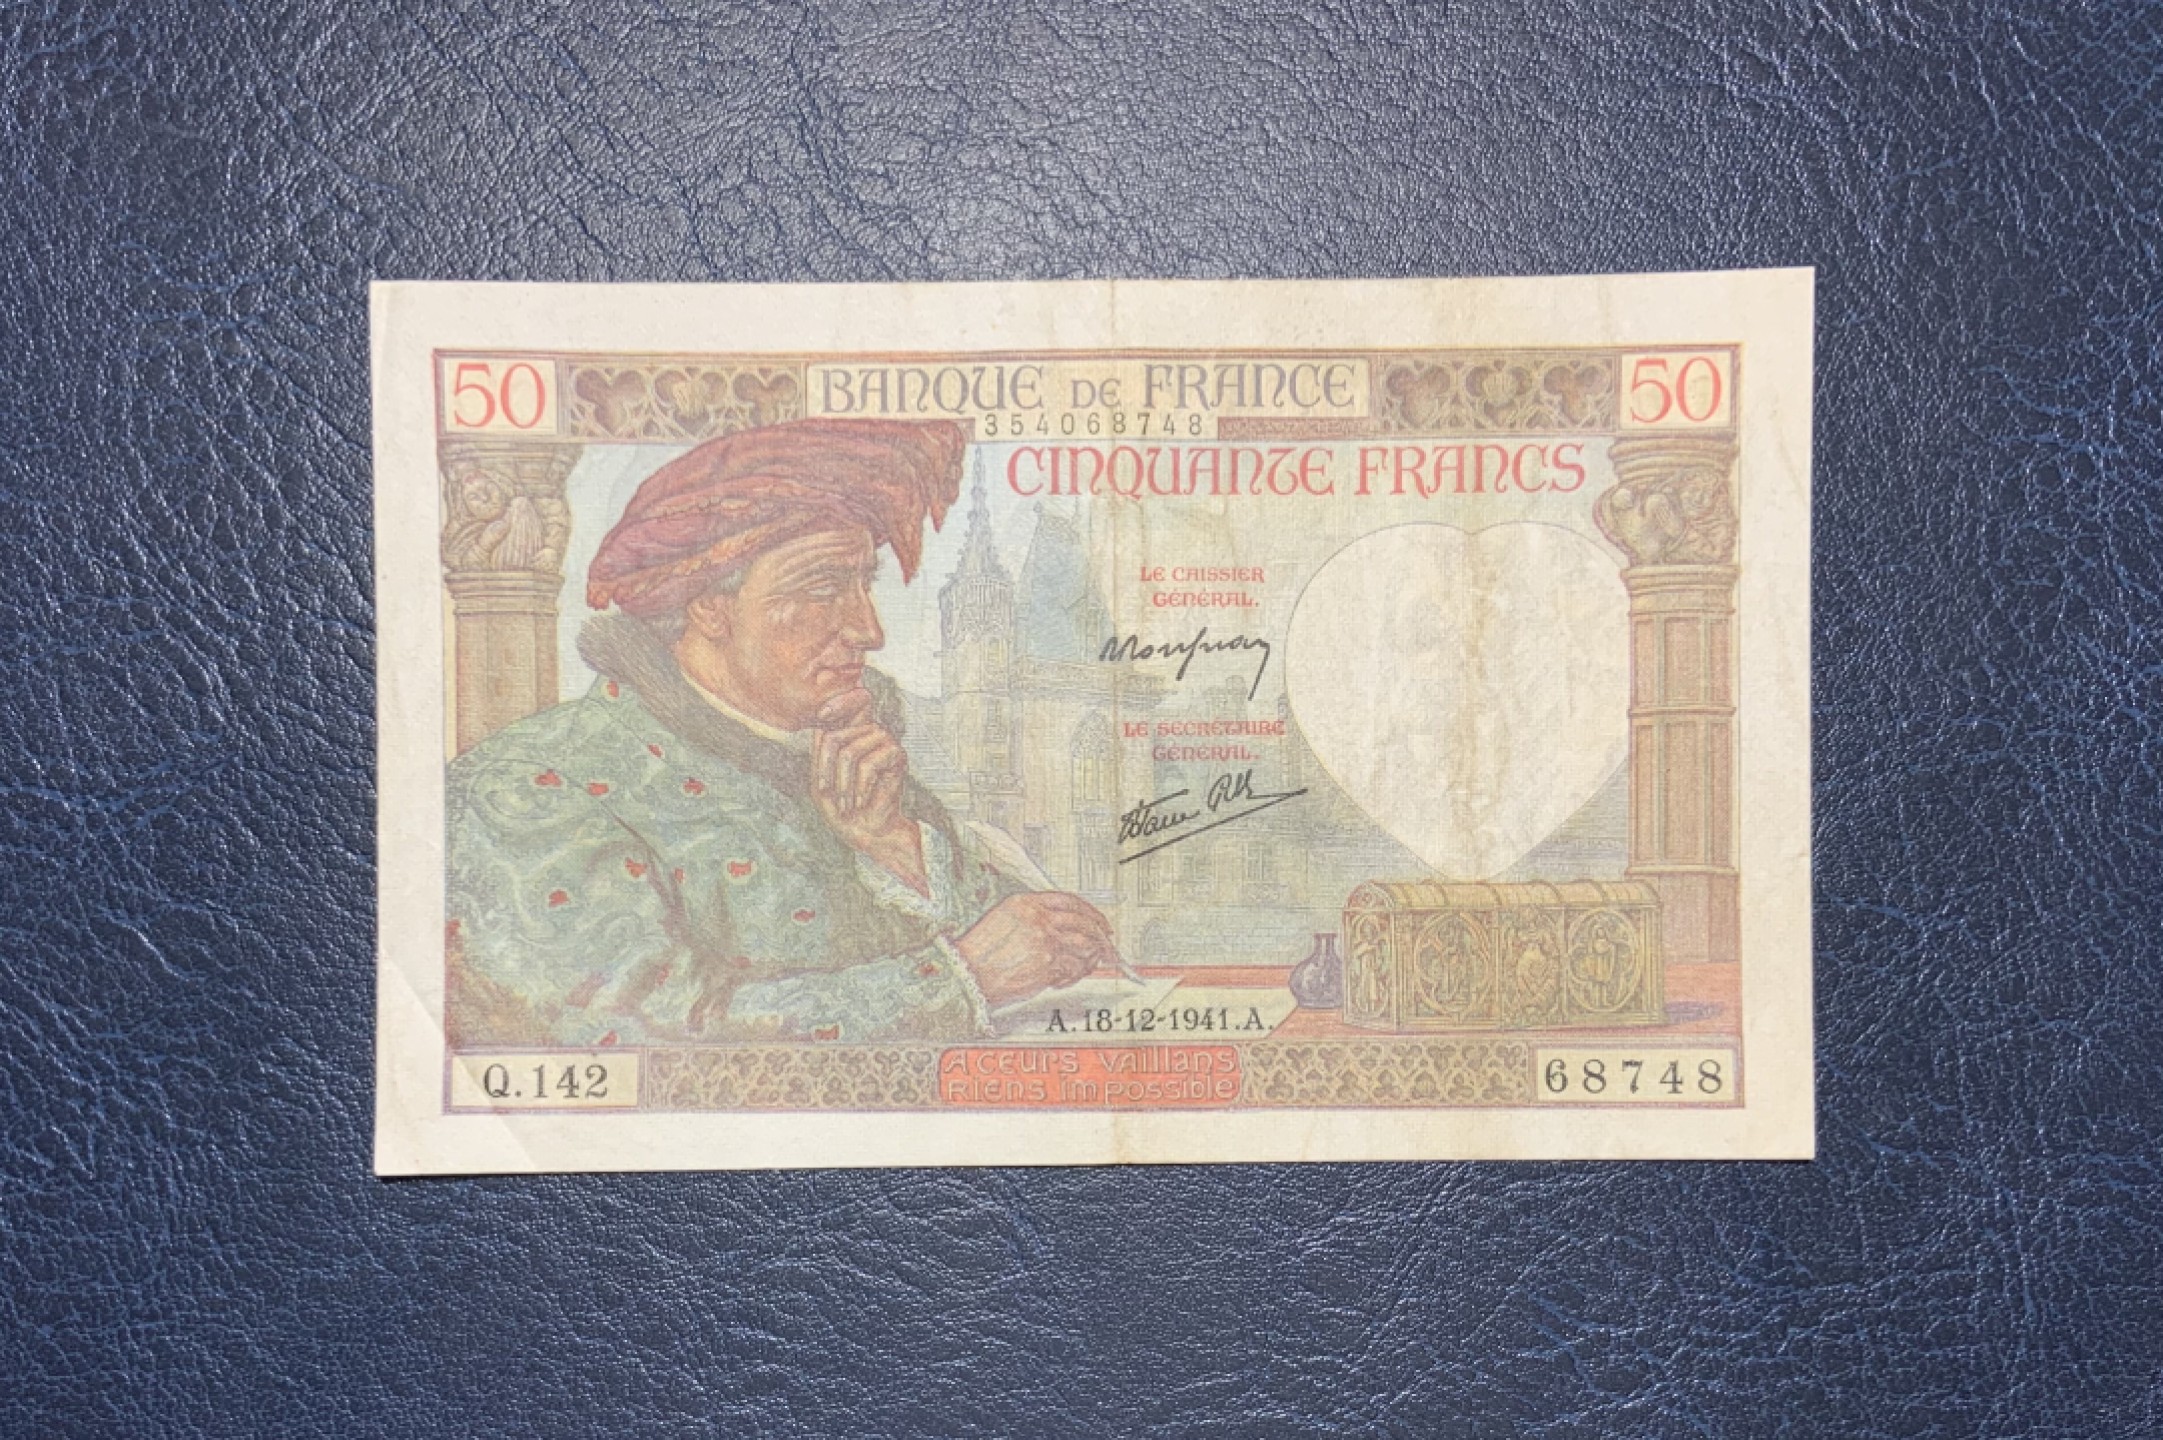 50 BANQUE DE FRANCE 50
354068748
CINQUANTE FRANCS
LE CAISSIER
GÉNÉRAL.
LE SECRÉTAIRE
GÉNÉRAL.
A.18-12-1941.A.
Q.142
A CEURS VAILLANS
RIENS IMPOSSIBLE
68748